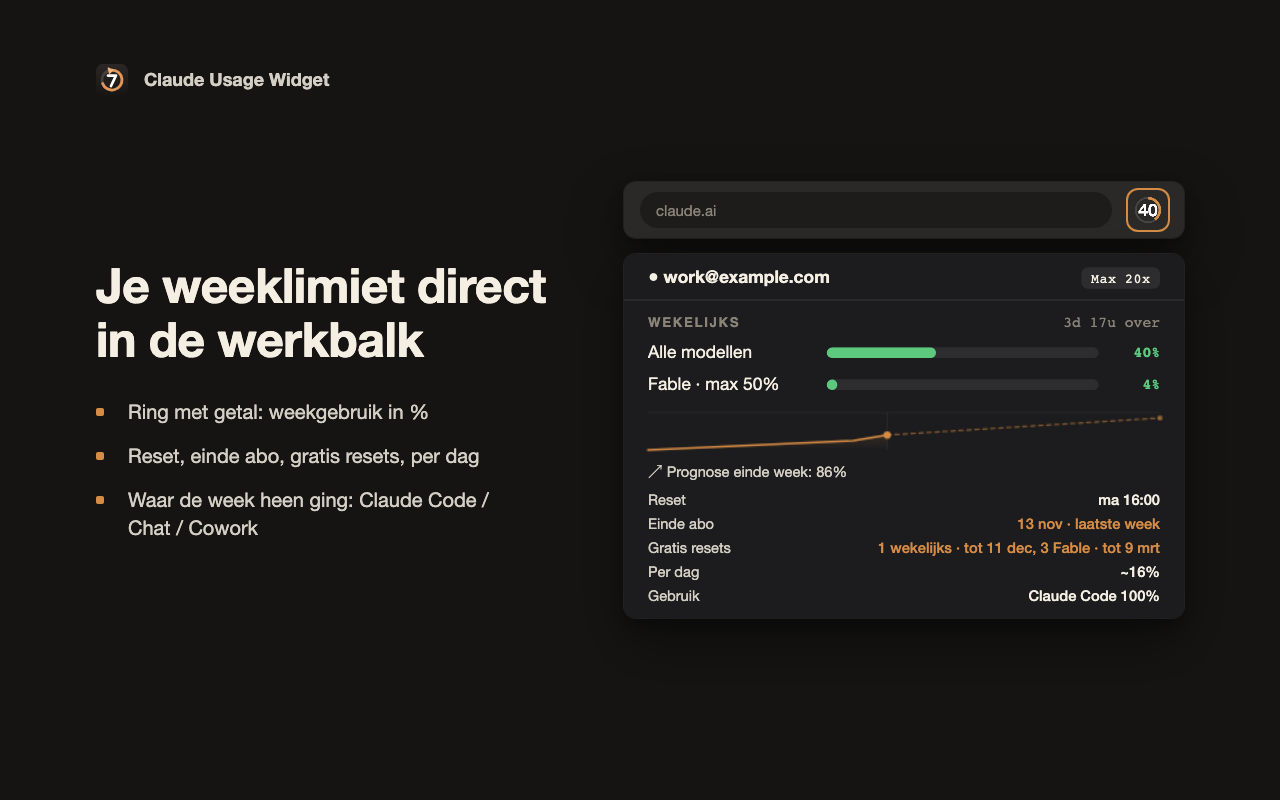 7
Claude Usage Widget
Je weeklimiet direct
in de werkbalk
Ring met getal: weekgebruik in %
Reset, einde abo, gratis resets, per dag
Waar de week heen ging: Claude Code /
Chat / Cowork
claude.ai
40
work@example.com
Max 20x
WEKELIJKS
3d 17u over
Alle modellen
40%
Fable · max 50%
4%
↗ Prognose einde week: 86%
Reset
ma 16:00
Einde abo
13 nov · laatste week
Gratis resets
1 wekelijks · tot 11 dec, 3 Fable · tot 9 mrt
Per dag
~16%
Gebruik
Claude Code 100%